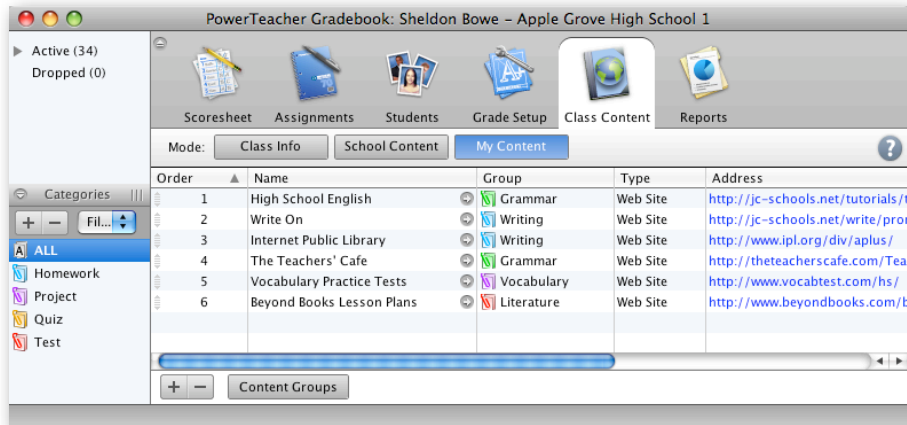 PowerTeacher Gradebook: Sheldon Bowe – Apple Grove High School 1
Active (34)
Dropped (0)
Scoresheet Assignments Students Grade Setup Class Content Reports
Mode: Class Info School Content My Content ?
Categories
+ − Fil...
ALL
Homework
Project
Quiz
Test
Order Name Group Type Address
1 High School English Grammar Web Site http://jc-schools.net/tutorials/
2 Write On Writing Web Site http://jc-schools.net/write/
3 Internet Public Library Writing Web Site http://www.ipl.org/div/aplus/
4 The Teachers' Cafe Grammar Web Site http://theteacherscafe.com/Tea
5 Vocabulary Practice Tests Vocabulary Web Site http://www.vocabtest.com/hs/
6 Beyond Books Lesson Plans Literature Web Site http://www.beyondbooks.com/
+ − Content Groups